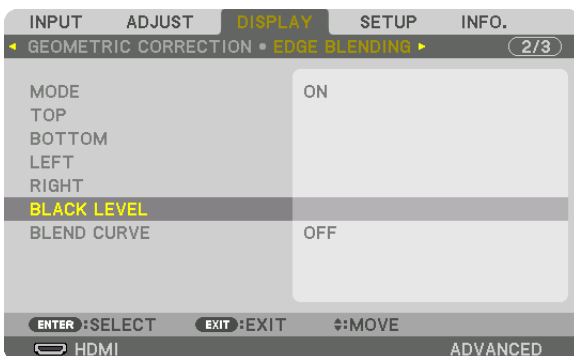 INPUT ADJUST DISPLAY SETUP INFO.
GEOMETRIC CORRECTION • EDGE BLENDING 2/3
MODE ON
TOP
BOTTOM
LEFT
RIGHT
BLACK LEVEL
BLEND CURVE OFF
ENTER :SELECT EXIT :EXIT :MOVE
HDMI ADVANCED